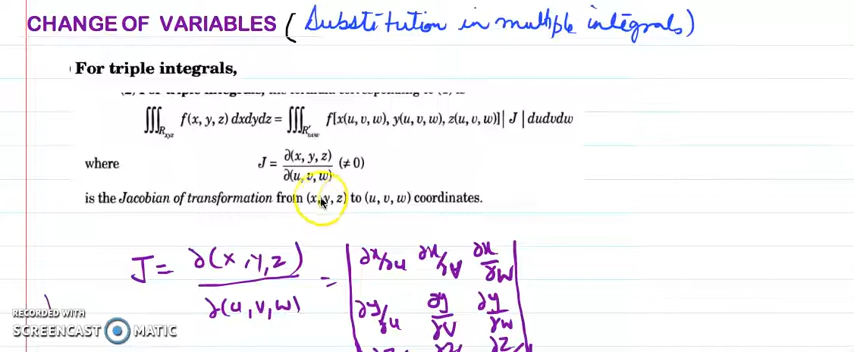 CHANGE OF VARIABLES (Substitution in multiple integrals)
For triple integrals,
∭R_xyz f(x, y, z) dxdydz = ∭R'_uvw f[x(u, v, w), y(u, v, w), z(u, v, w)] | J | dudvdw
where J = ∂(x, y, z)/∂(u, v, w) (≠ 0)
is the Jacobian of transformation from (x, y, z) to (u, v, w) coordinates.
J = ∂(x, y, z)/∂(u, v, w) = | ∂x/∂u ∂x/∂v ∂x/∂w
∂y/∂u ∂y/∂v ∂y/∂w
RECORDED WITH
SCREENCAST MATIC